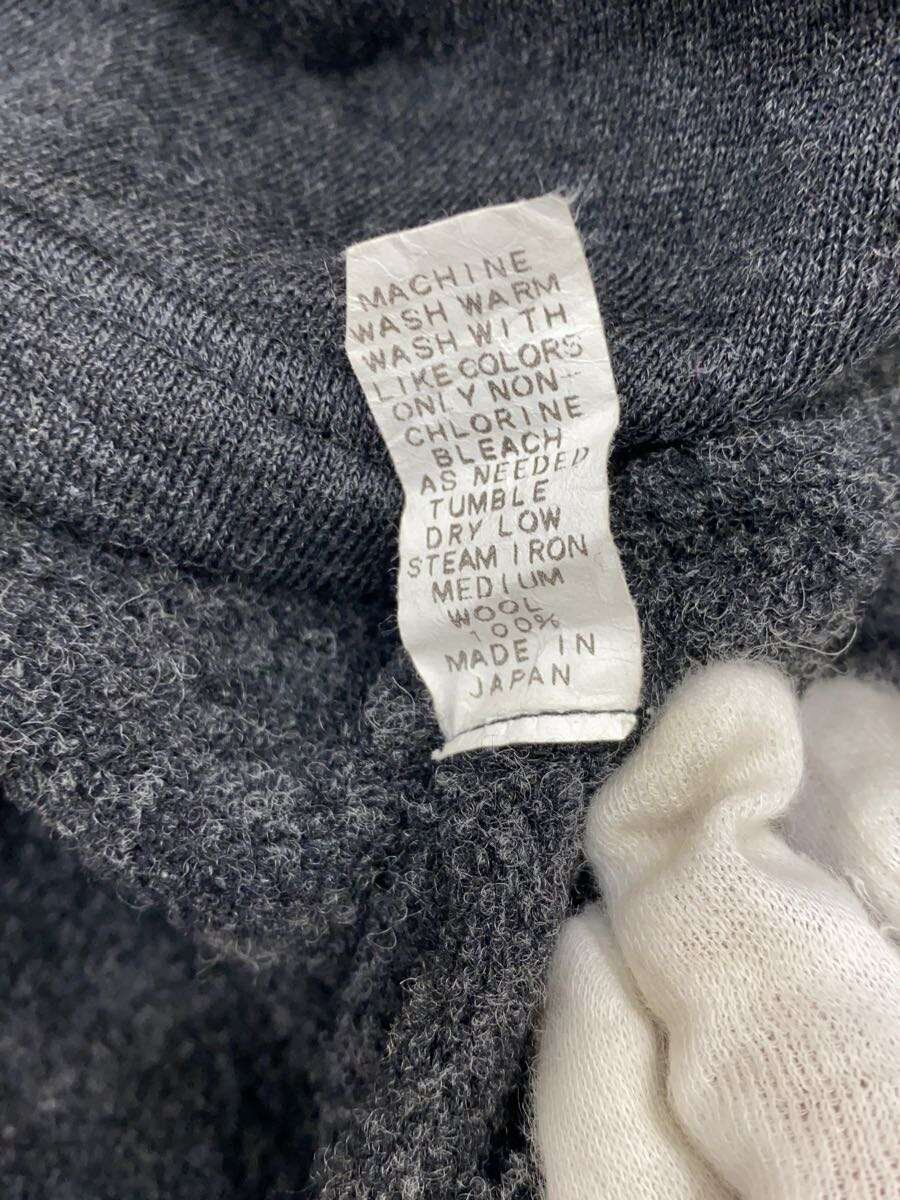 MACHINE
WASH WARM
WASH WITH
LIKE COLORS
ONLY NON-
CHLORINE
BLEACH
AS NEEDED
TUMBLE
DRY LOW
STEAM IRON
MEDIUM
WOOL
100%
MADE IN
JAPAN